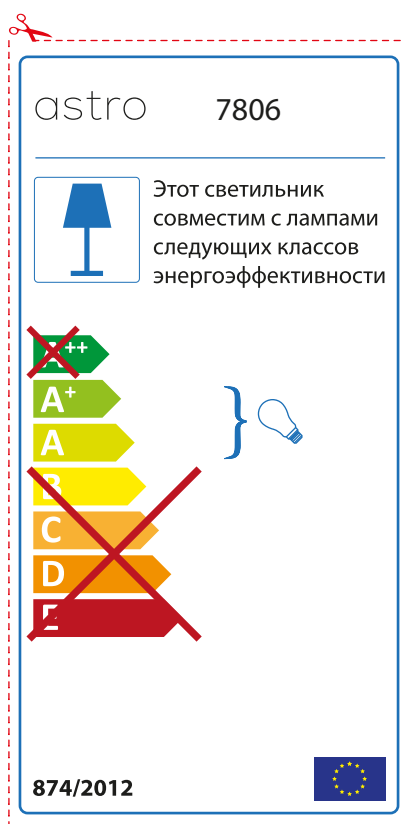 astro 7806
Этот светильник
совместим с лампами
следующих классов
энергоэффективности
A++
A+
A
B
C
D
E
874/2012